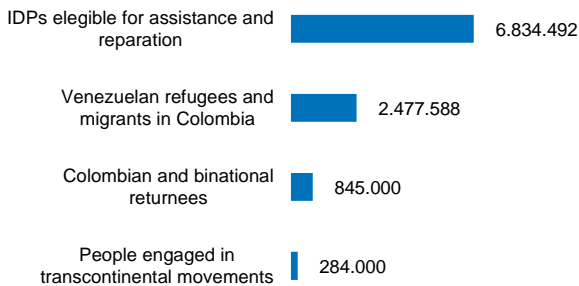 IDPs elegible for assistance and
reparation
6.834.492
Venezuelan refugees and
migrants in Colombia
2.477.588
Colombian and binational
returnees
845.000
People engaged in
transcontinental movements
284.000